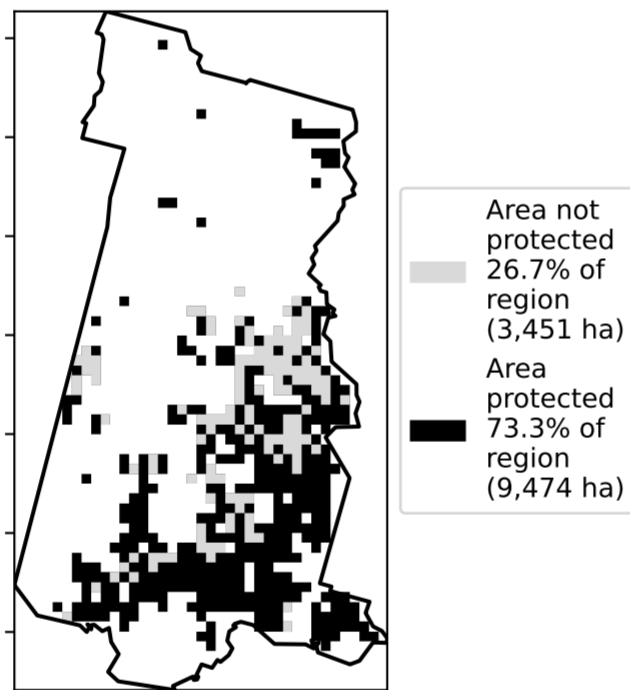 Area not
protected
26.7% of
region
(3,451 ha)
Area
protected
73.3% of
region
(9,474 ha)